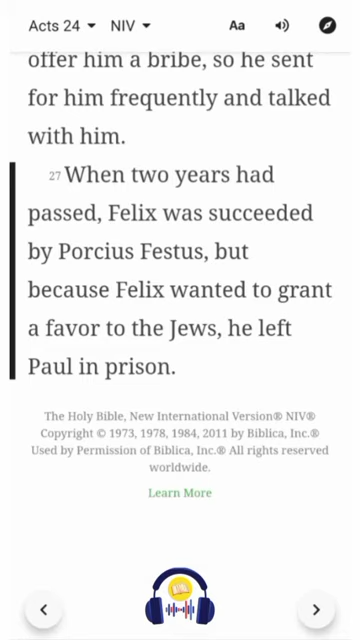 Acts 24 NIV Aa
offer him a bribe, so he sent
for him frequently and talked
with him.
27 When two years had
passed, Felix was succeeded
by Porcius Festus, but
because Felix wanted to grant
a favor to the Jews, he left
Paul in prison.
The Holy Bible, New International Version® NIV®
Copyright © 1973, 1978, 1984, 2011 by Biblica, Inc.®
Used by Permission of Biblica, Inc.® All rights reserved
worldwide.
Learn More